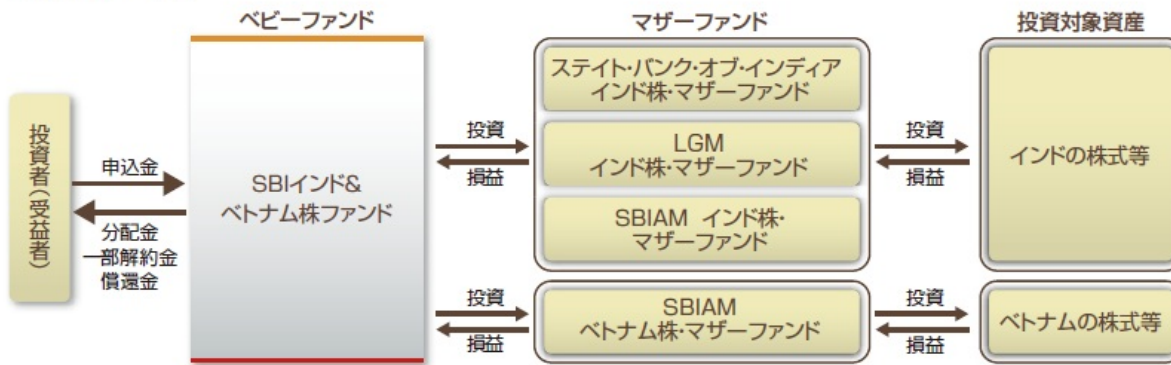 ベビーファンド
マザーファンド
投資対象資産
投資者(受益者)
申込金
分配金
一部解約金
償還金
SBIインド&
ベトナム株ファンド
投資
損益
ステイト・バンク・オブ・インディア
インド株・マザーファンド
LGM
インド株・マザーファンド
SBIAM インド株・
マザーファンド
投資
損益
インドの株式等
投資
損益
SBIAM
ベトナム株・マザーファンド
投資
損益
ベトナムの株式等